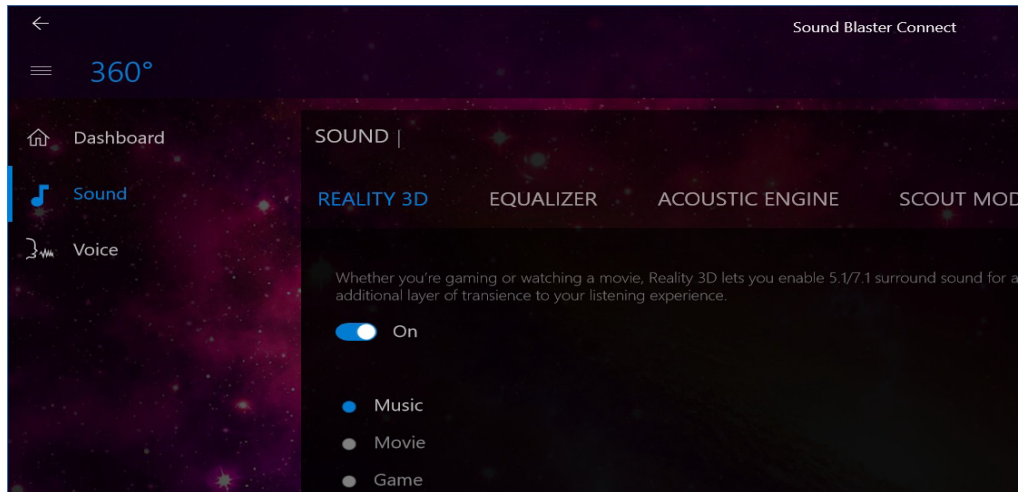 Sound Blaster Connect
360°
Dashboard
Sound
Voice
SOUND |
REALITY 3D EQUALIZER ACOUSTIC ENGINE SCOUT MOD
Whether you're gaming or watching a movie, Reality 3D lets you enable 5.1/7.1 surround sound for a
additional layer of transience to your listening experience.
On
Music
Movie
Game